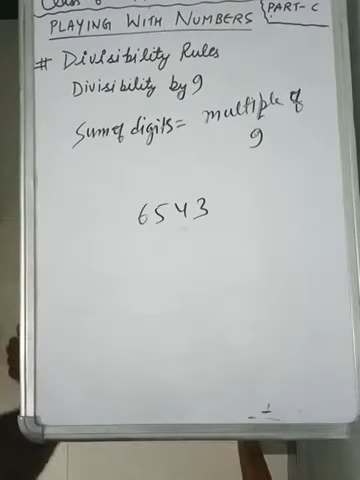 PLAYING WITH NUMBERS
PART-C
# Divisibility Rules
Divisibility by 9
Sum of digits = multiple of
9
6543